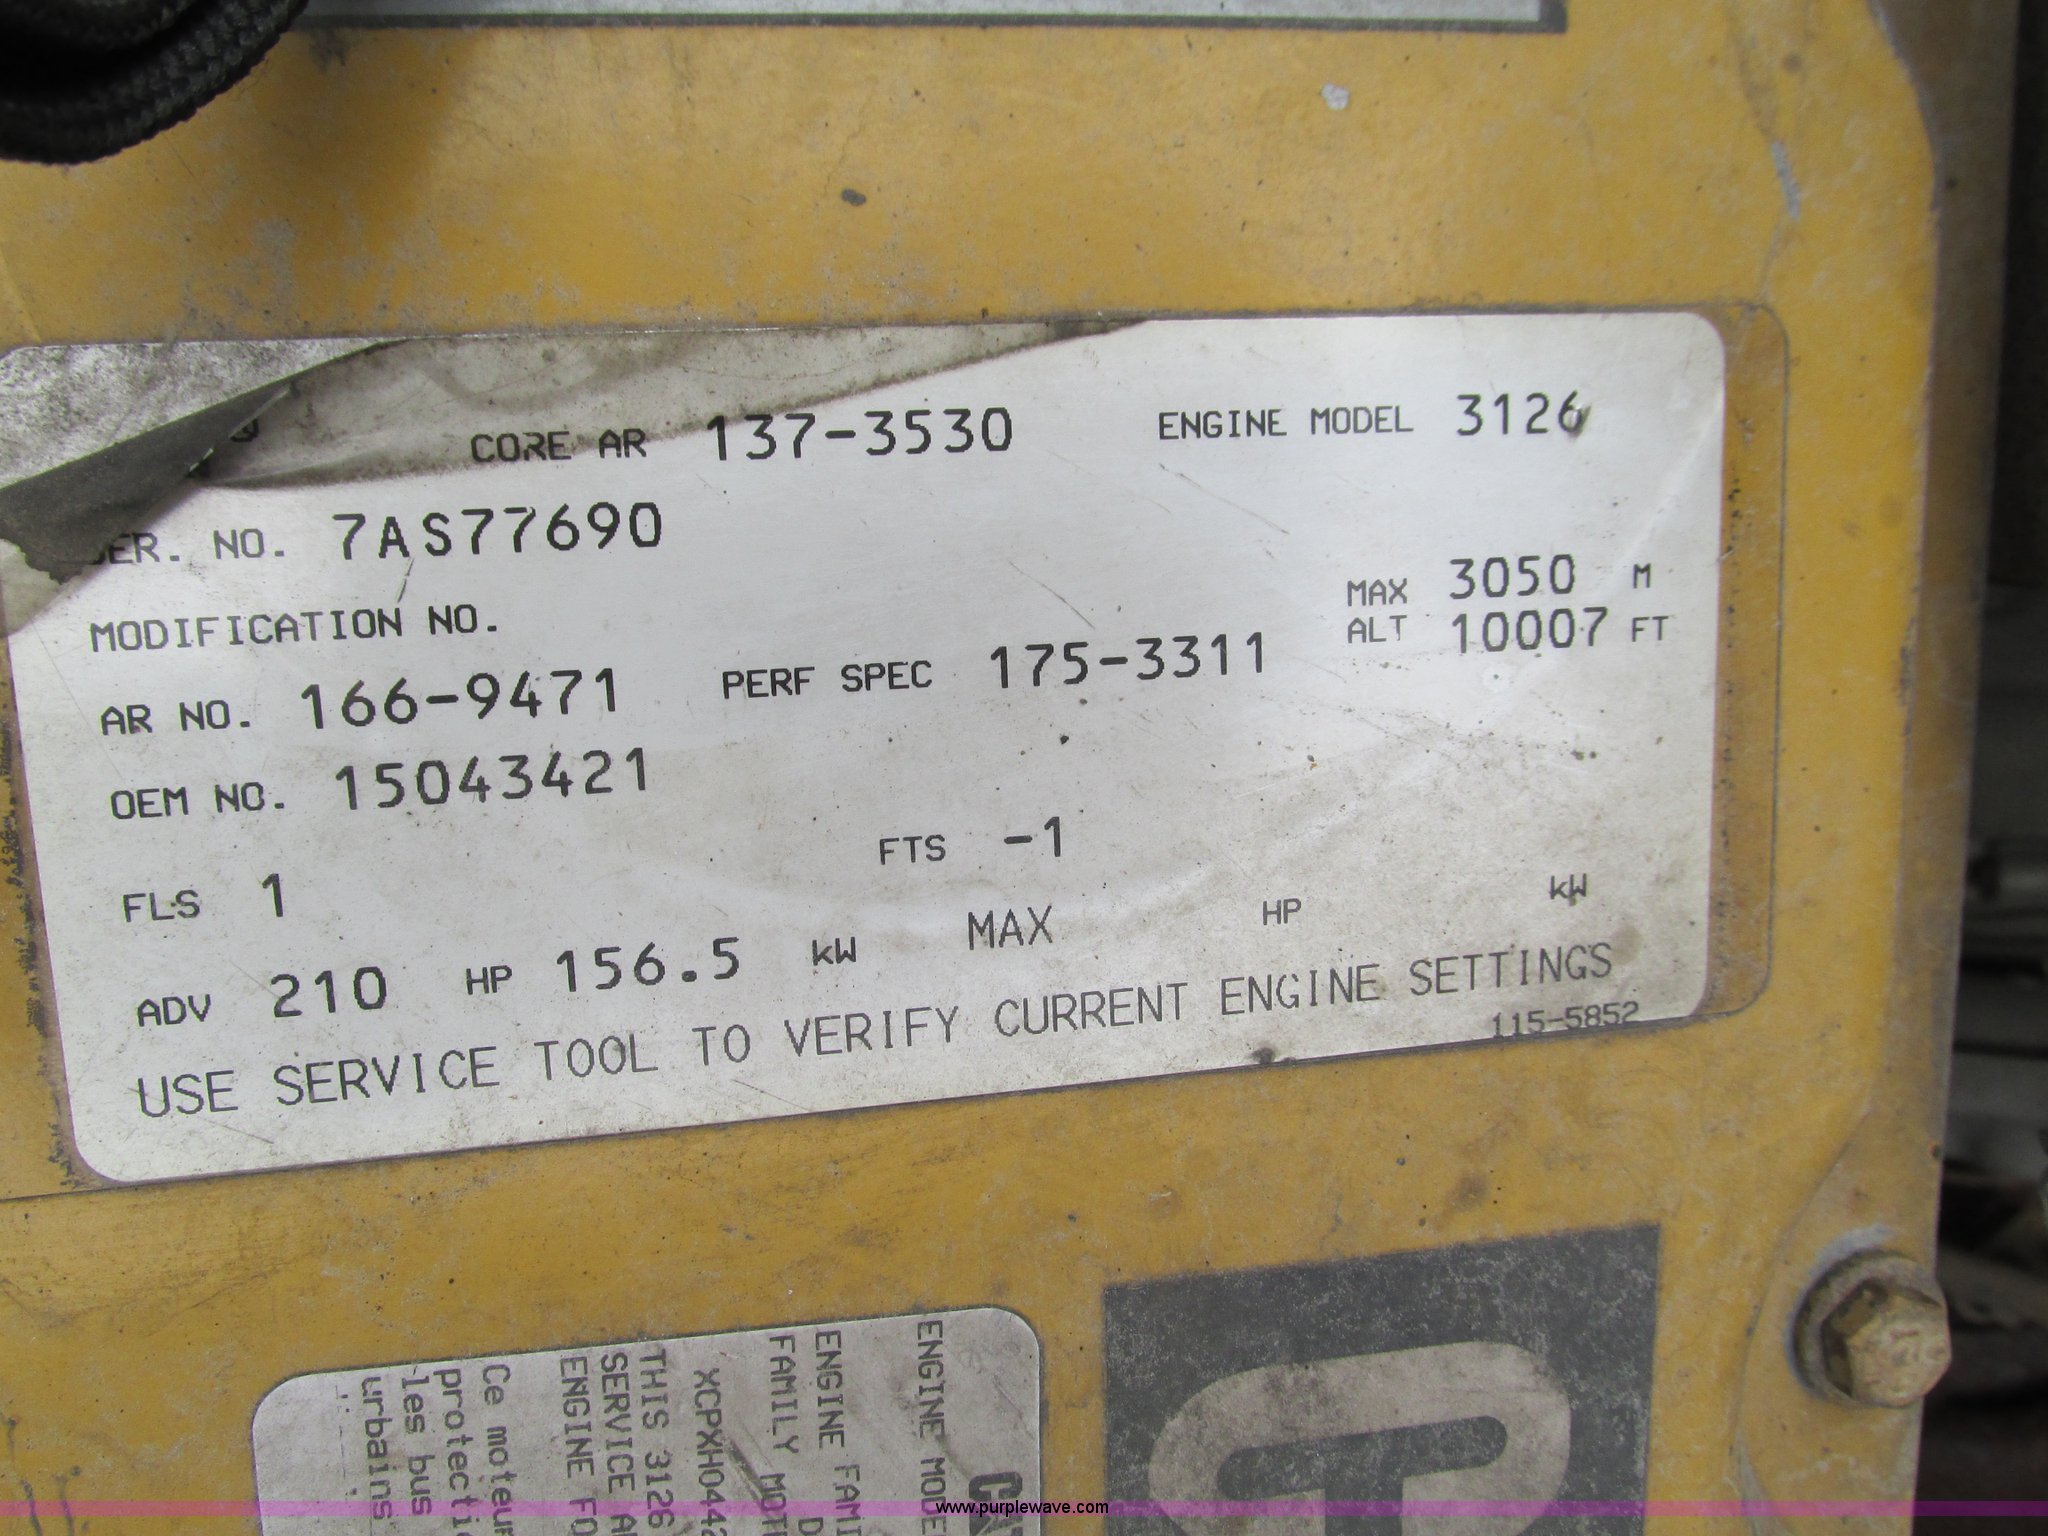 CORE AR 137-3530 ENGINE MODEL 3126
SER. NO. 7AS77690
MODIFICATION NO.
MAX ALT 3050 M
10007 FT
AR NO. 166-9471 PERF SPEC 175-3311
OEM NO. 15043421
FLS 1 FTS -1
ADV 210 HP 156.5 kW MAX HP kW
USE SERVICE TOOL TO VERIFY CURRENT ENGINE SETTINGS
115-5852
ENGINE MODE
ENGINE FAMI
FAMILY MOT
XCPXH0442
THIS 3126
SERVICE A
ENGINE FO
Ce moteur
protecti
les bus
urbains
www.purplewave.com